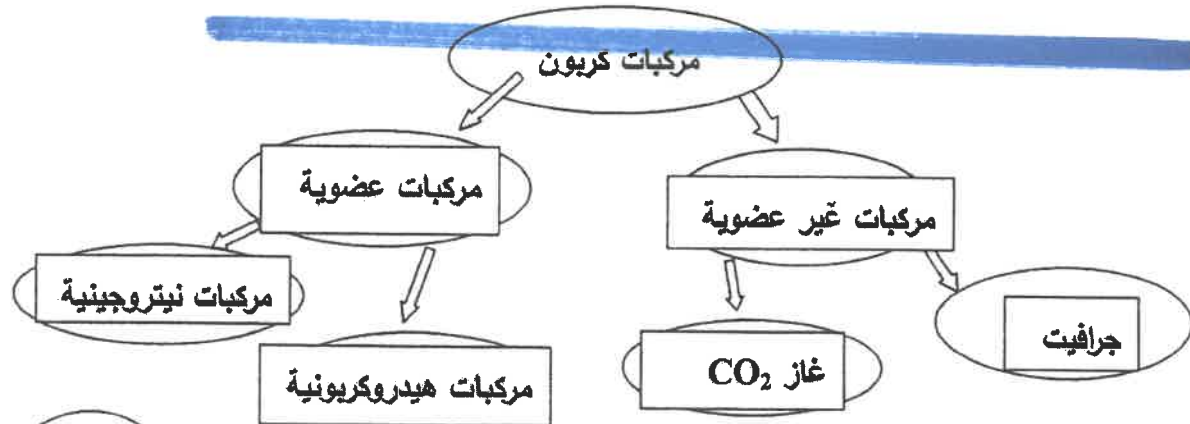 مركبات كربون
مركبات غير عضوية
مركبات عضوية
جرافيت
غاز CO₂
مركبات هيدروكربونية
مركبات نيتروجينية